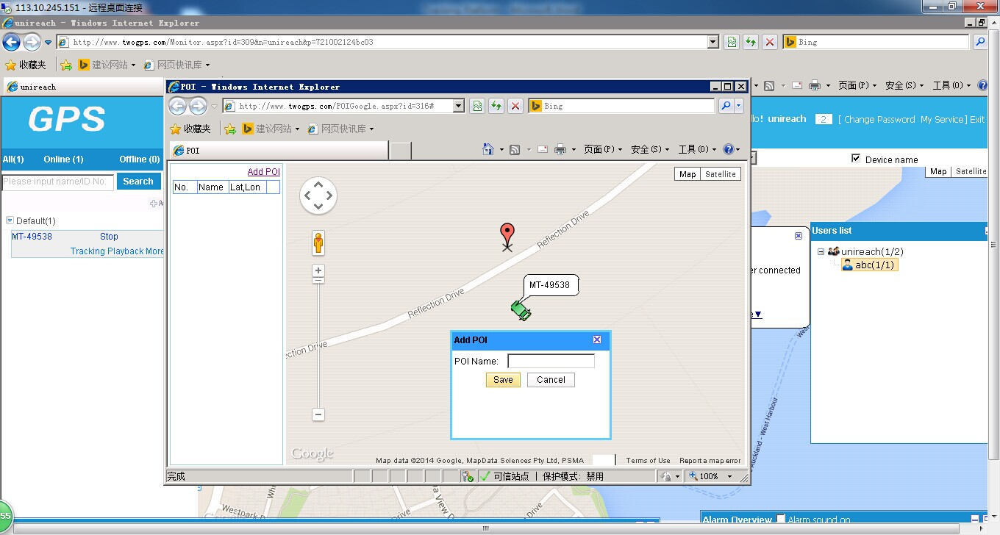 113.10.245.151 - 远程桌面连接
unireach - Windows Internet Explorer
http://www.twogps.com/Monitor.aspx?id=309&n=unireach&p=721002124bc03
Bing
收藏夹
建议网站
网页快讯库
unireach
页面(P)
安全(S)
工具(O)
GPS
lo! unireach 2 [ Change Password My Service] Exit
All(1) Online (1) Offline (0)
Please input name/ID No. Search
Device name
Map Satellite
Default(1)
MT-49538 Stop
Tracking Playback More
POI - Windows Internet Explorer
http://www.twogps.com/POIGoogle.aspx?id=316#
Bing
收藏夹
建议网站
网页快讯库
POI
页面(P)
安全(S)
工具(O)
Add POI
No. Name Lat,Lon
Map Satellite
Reflection Drive
Reflection Drive
ction Drive
MT-49538
Add POI
POI Name:
Save Cancel
Google
Map data ©2014 Google, MapData Sciences Pty Ltd, PSMA
Terms of Use
Report a map error
完成
可信站点 | 保护模式: 禁用
100%
Users list
unireach(1/2)
abc(1/1)
er connected
e▼
West
Auckland - West Harbour
Westpark D
Drive
a View D
Drive
55
Alarm Overview Alarm sound on